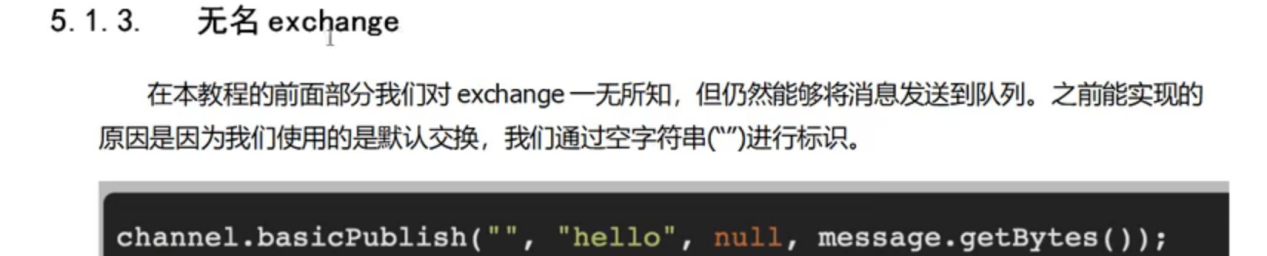 5.1.3. 无名 exchange
在本教程的前面部分我们对 exchange 一无所知，但仍然能够将消息发送到队列。之前能实现的
原因是因为我们使用的是默认交换，我们通过空字符串(“”)进行标识。
channel.basicPublish("", "hello", null, message.getBytes());